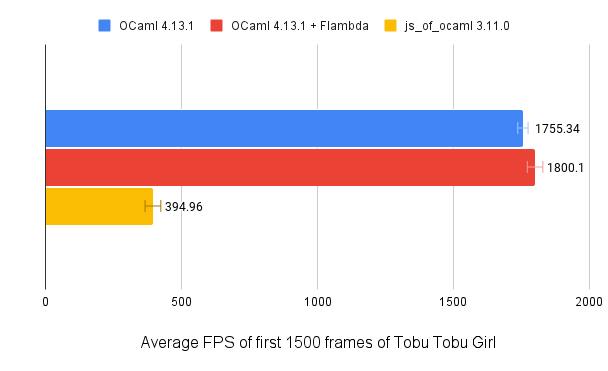 OCaml 4.13.1 OCaml 4.13.1 + Flambda js_of_ocaml 3.11.0
1755.34
1800.1
394.96
0 500 1000 1500 2000
Average FPS of first 1500 frames of Tobu Tobu Girl